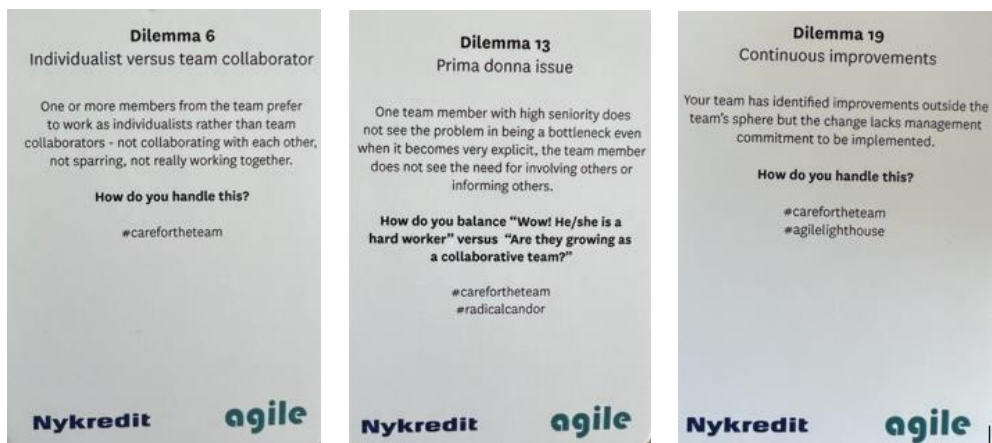 Dilemma 6
Individualist versus team collaborator
One or more members from the team prefer
to work as individualists rather than team
collaborators - not collaborating with each other,
not sparring, not really working together.
How do you handle this?
#carefortheteam
Nykredit
agile
Dilemma 13
Prima donna issue
One team member with high seniority does
not see the problem in being a bottleneck even
when it becomes very explicit, the team member
does not see the need for involving others or
informing others.
How do you balance “Wow! He/she is a
hard worker” versus “Are they growing as
a collaborative team?”
#carefortheteam
#radicalcandor
Nykredit
agile
Dilemma 19
Continuous improvements
Your team has identified improvements outside the
team's sphere but the change lacks management
commitment to be implemented.
How do you handle this?
#carefortheteam
#agilelighthouse
Nykredit
agile